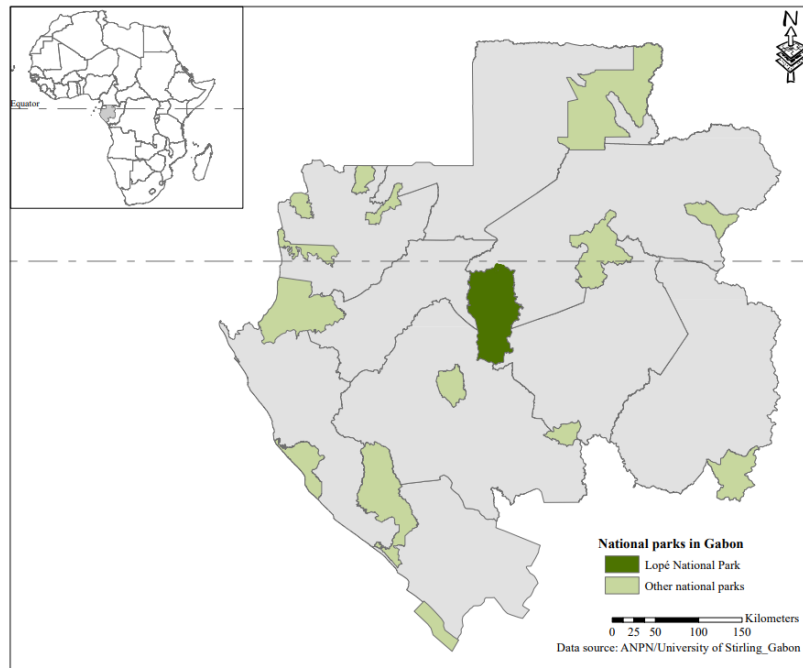 N
Equator
National parks in Gabon
Lopé National Park
Other national parks
Kilometers
0 25 50 100 150
Data source: ANPN/University of Stirling_Gabon